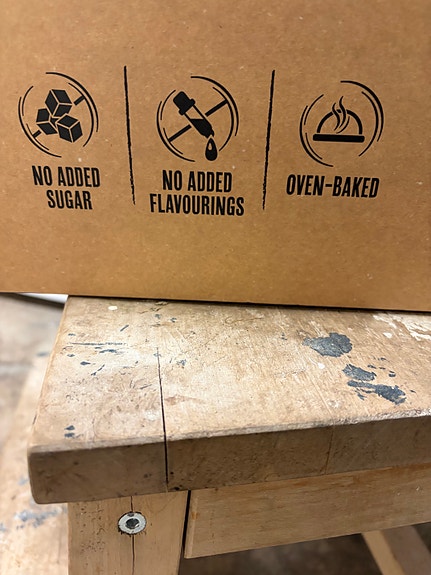 NO ADDED
SUGAR
NO ADDED
FLAVOURINGS
OVEN-BAKED